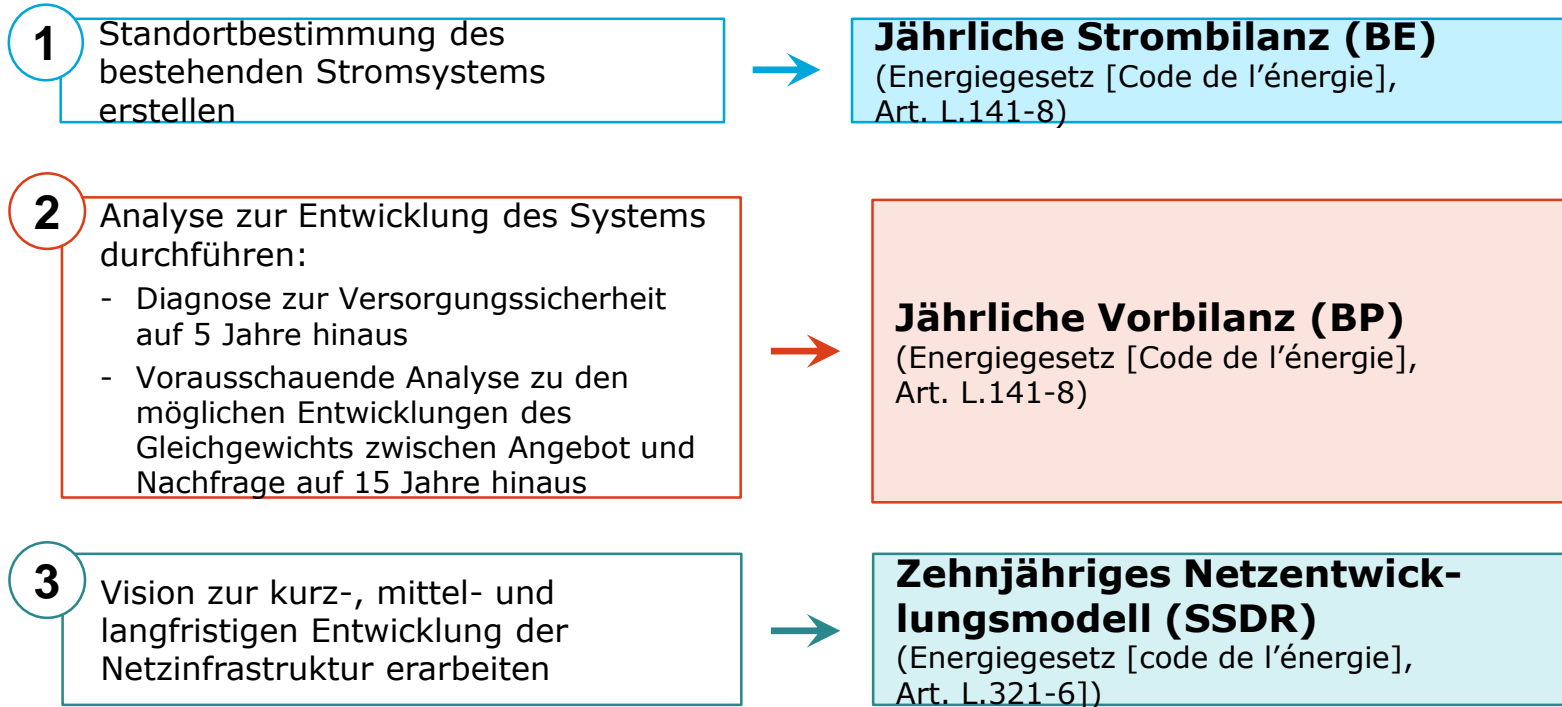 1
Standortbestimmung des
bestehenden Stromsystems
erstellen
Jährliche Strombilanz (BE)
(Energiegesetz [Code de l’énergie],
Art. L.141-8)
2
Analyse zur Entwicklung des Systems
durchführen:
- Diagnose zur Versorgungssicherheit
auf 5 Jahre hinaus
- Vorausschauende Analyse zu den
möglichen Entwicklungen des
Gleichgewichts zwischen Angebot und
Nachfrage auf 15 Jahre hinaus
Jährliche Vorbilanz (BP)
(Energiegesetz [Code de l’énergie],
Art. L.141-8)
3
Vision zur kurz-, mittel- und
langfristigen Entwicklung der
Netzinfrastruktur erarbeiten
Zehnjähriges Netzentwick-
lungsmodell (SSDR)
(Energiegesetz [code de l’énergie],
Art. L.321-6])